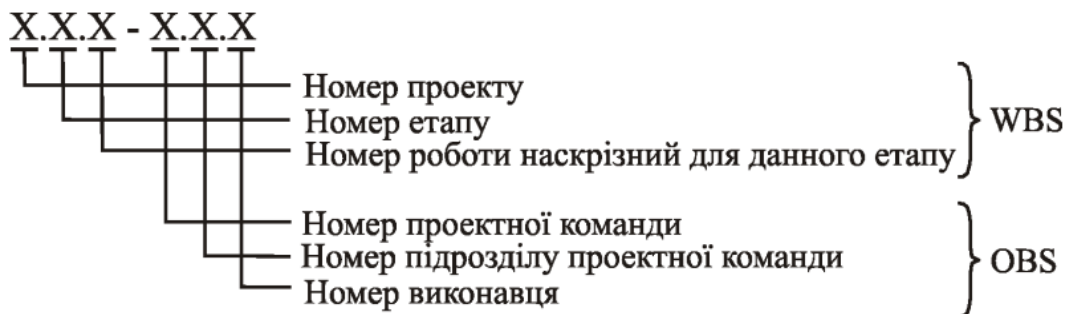 X.X.X - X.X.X
Номер проекту
Номер етапу
WBS
Номер роботи наскрізний для данного етапу
Номер проектної команди
Номер підрозділу проектної команди
OBS
Номер виконавця